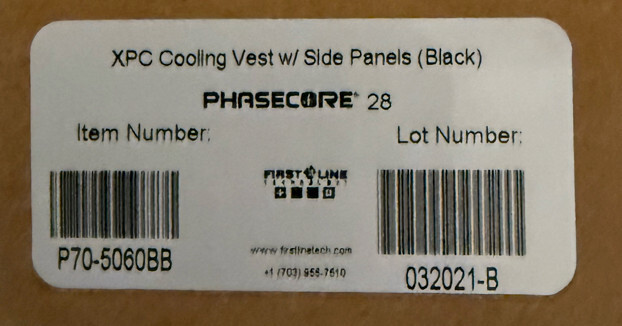 XPC Cooling Vest w/ Side Panels (Black)
PHASECORE 28
Item Number: Lot Number:
FIRST LINE
TECHNOLOGY
P70-5060BB
www.firstlinetech.com
+1 (703) 955-7510
032021-B